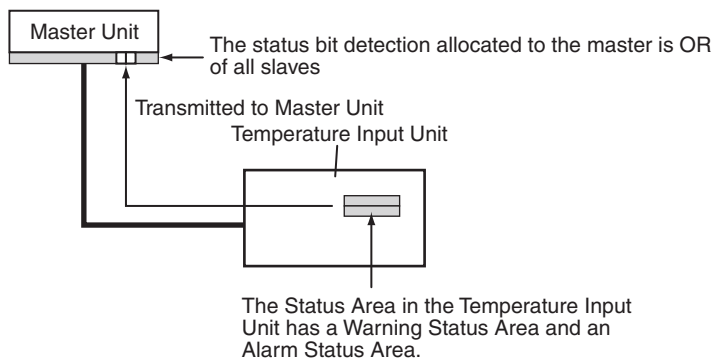 Master Unit
The status bit detection allocated to the master is OR
of all slaves
Transmitted to Master Unit
Temperature Input Unit
The Status Area in the Temperature Input
Unit has a Warning Status Area and an
Alarm Status Area.